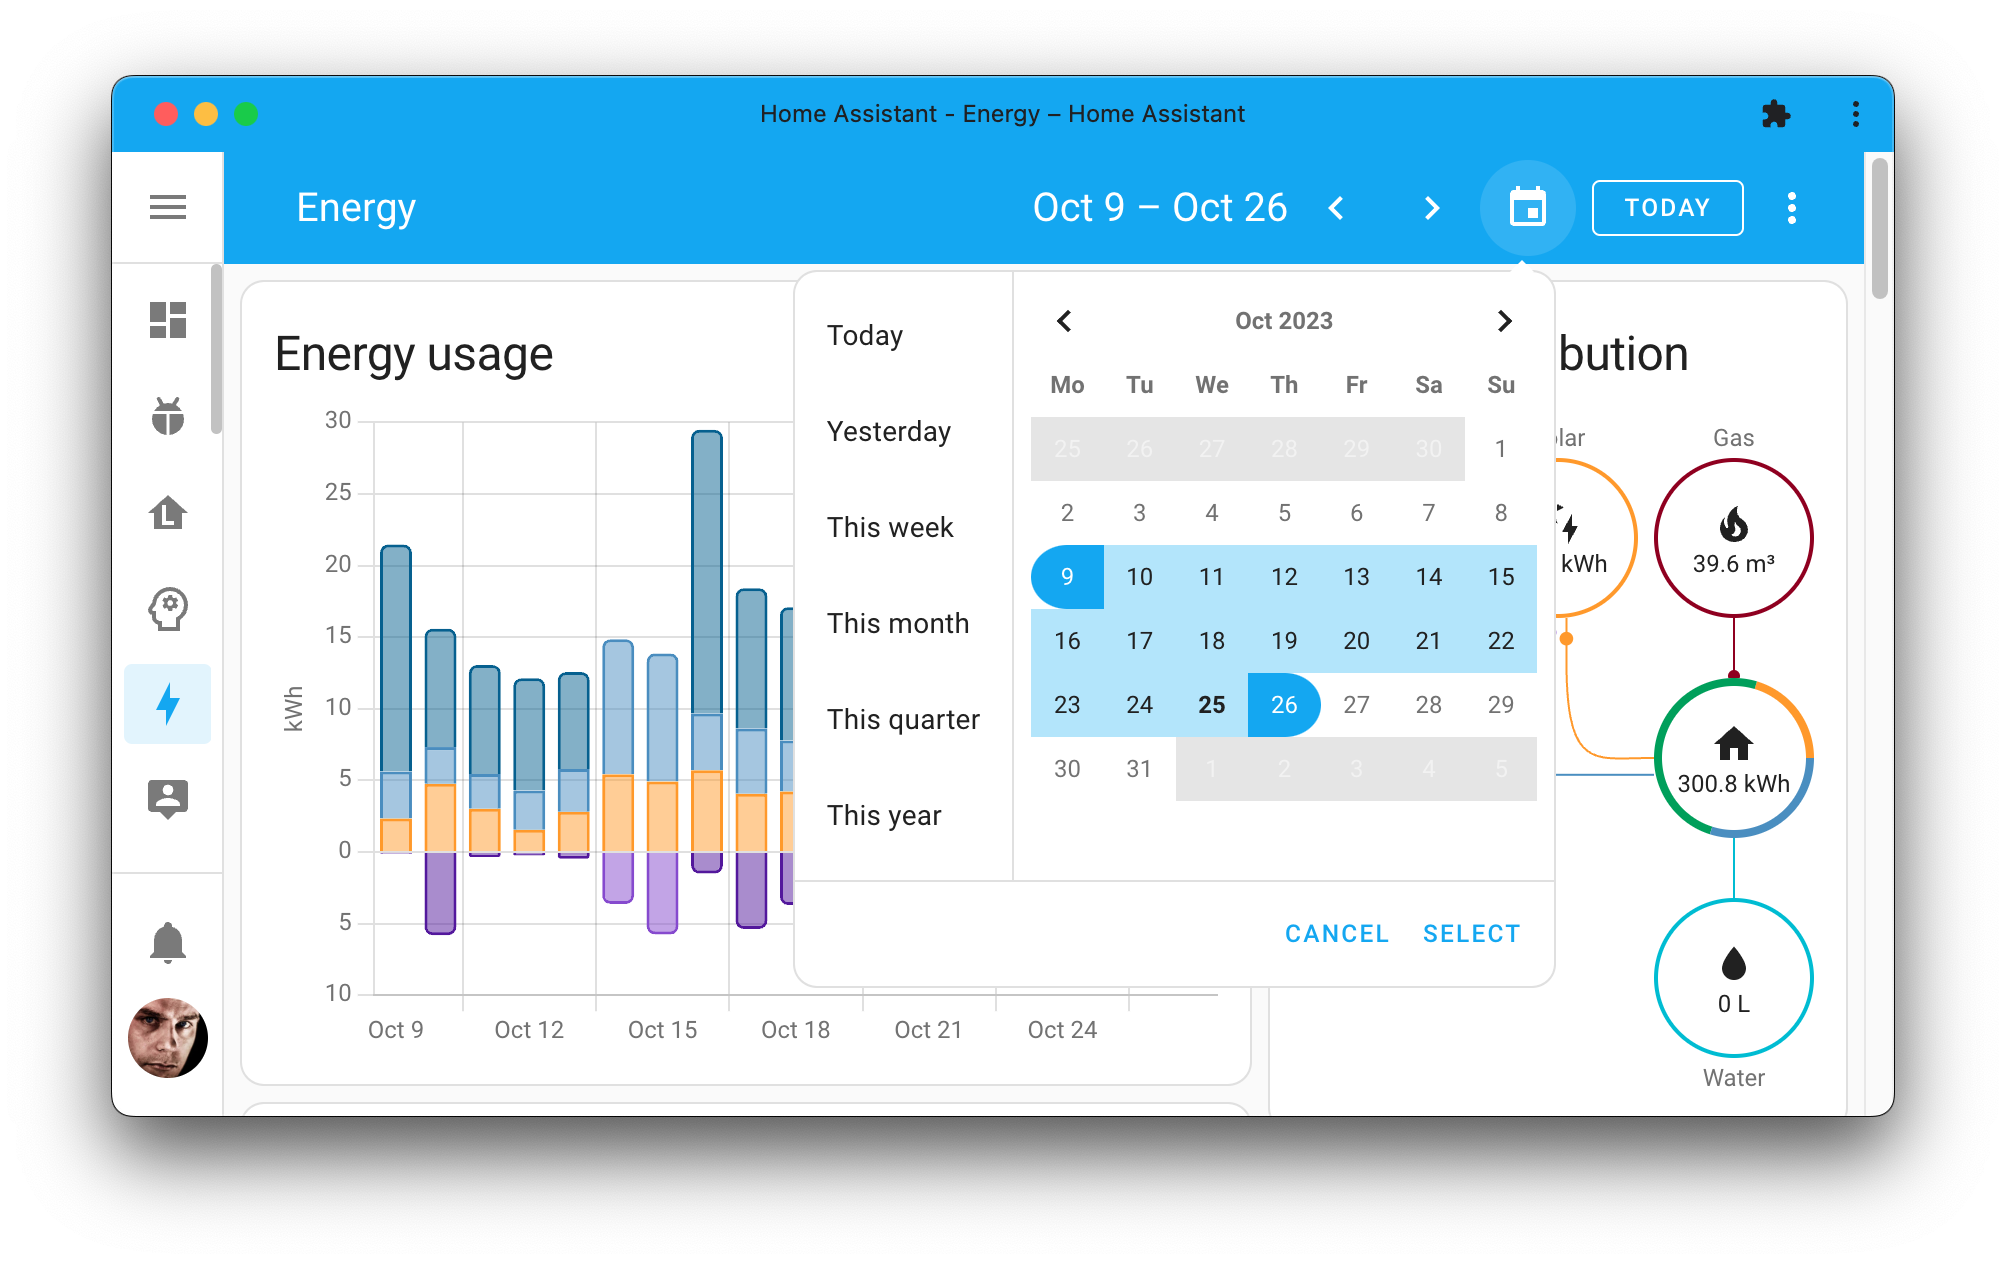 Home Assistant - Energy – Home Assistant
Energy
Oct 9 – Oct 26
TODAY
Energy usage
kWh
30
25
20
15
10
5
0
5
10
Oct 9
Oct 12
Oct 15
Oct 18
Oct 21
Oct 24
Today
Yesterday
This week
This month
This quarter
This year
Oct 2023
Mo Tu We Th Fr Sa Su
25 26 27 28 29 30 1
2 3 4 5 6 7 8
9 10 11 12 13 14 15
16 17 18 19 20 21 22
23 24 25 26 27 28 29
30 31 1 2 3 4 5
CANCEL
SELECT
bution
lar
kWh
Gas
39.6 m³
300.8 kWh
0 L
Water